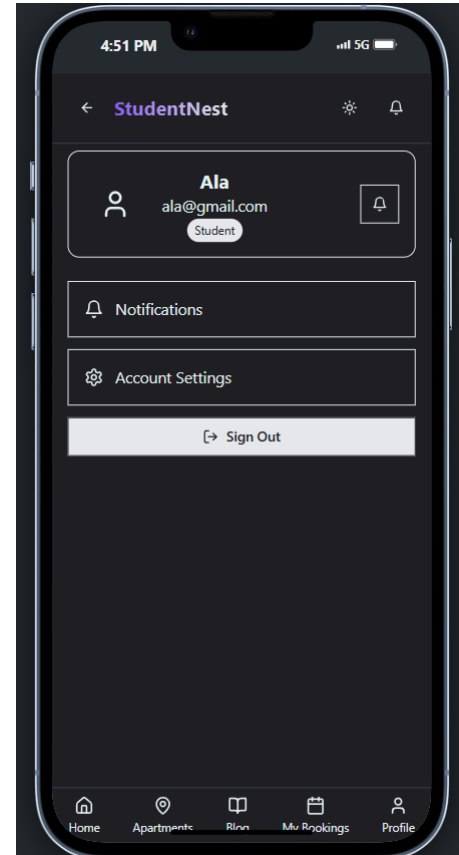 4:51 PM 5G
StudentNest
Ala
ala@gmail.com
Student
Notifications
Account Settings
Sign Out
Home Apartments Blog My Bookings Profile